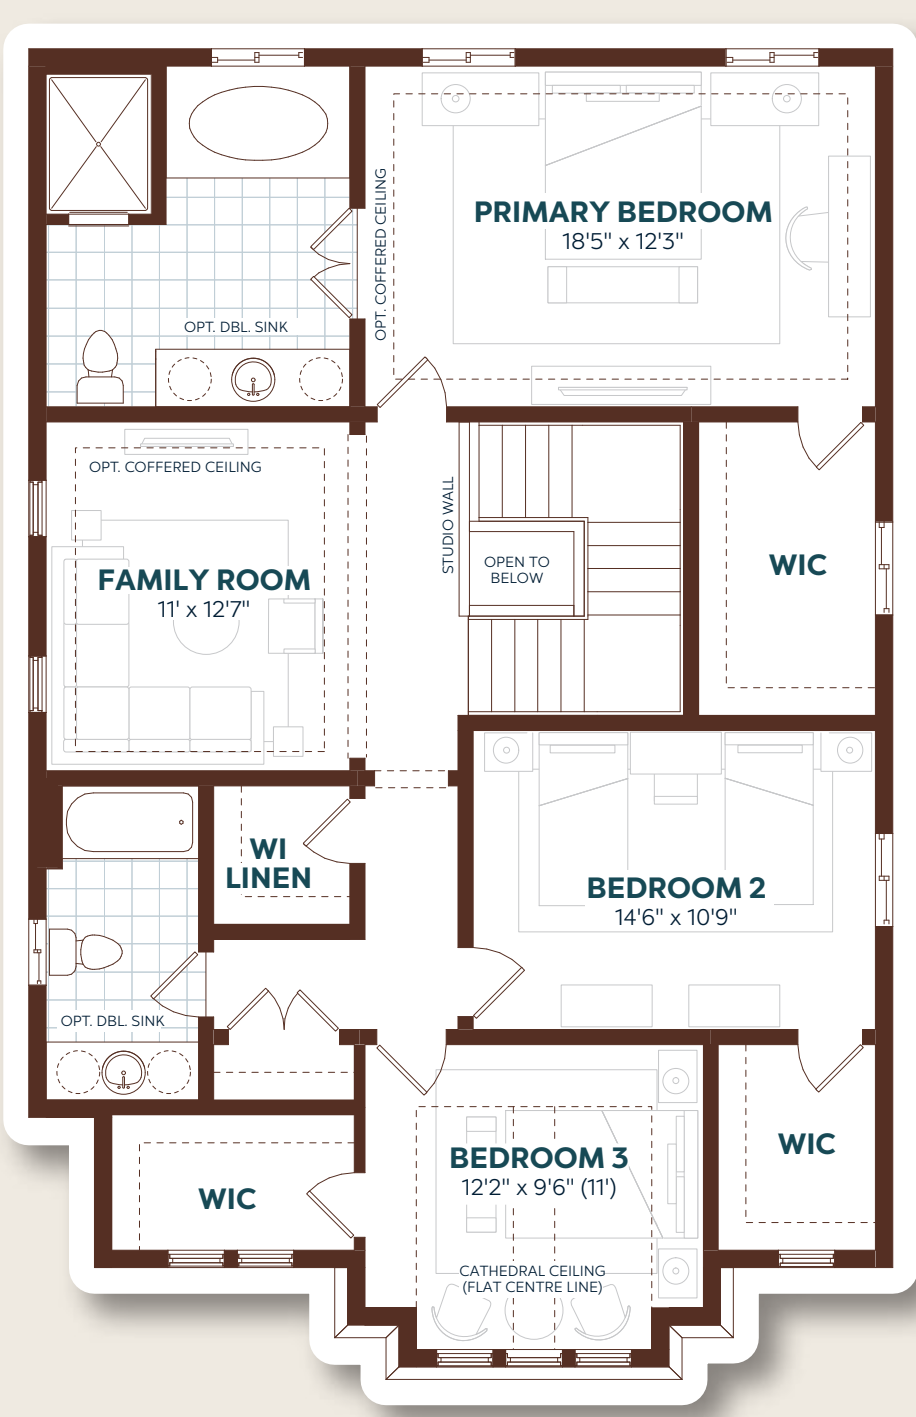 PRIMARY BEDROOM
18'5" x 12'3"
OPT. COFFERED CEILING
OPT. DBL. SINK
OPT. COFFERED CEILING
STUDIO WALL
OPEN TO
BELOW
WIC
FAMILY ROOM
11' x 12'7"
WI
LINEN
BEDROOM 2
14'6" x 10'9"
OPT. DBL. SINK
BEDROOM 3
12'2" x 9'6" (11')
WIC
WIC
CATHEDRAL CEILING
(FLAT CENTRE LINE)